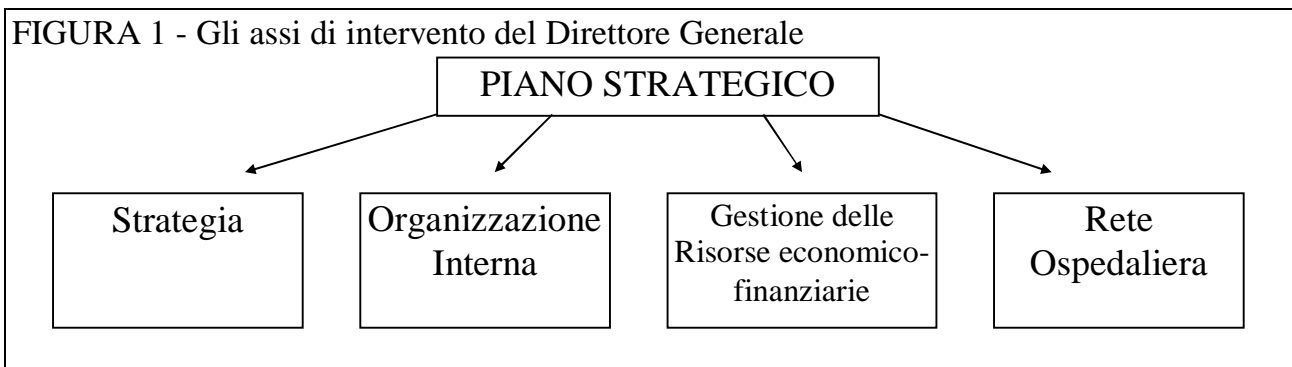 FIGURA 1 - Gli assi di intervento del Direttore Generale
PIANO STRATEGICO
Strategia
Organizzazione
Interna
Gestione delle
Risorse economico-
finanziarie
Rete
Ospedaliera